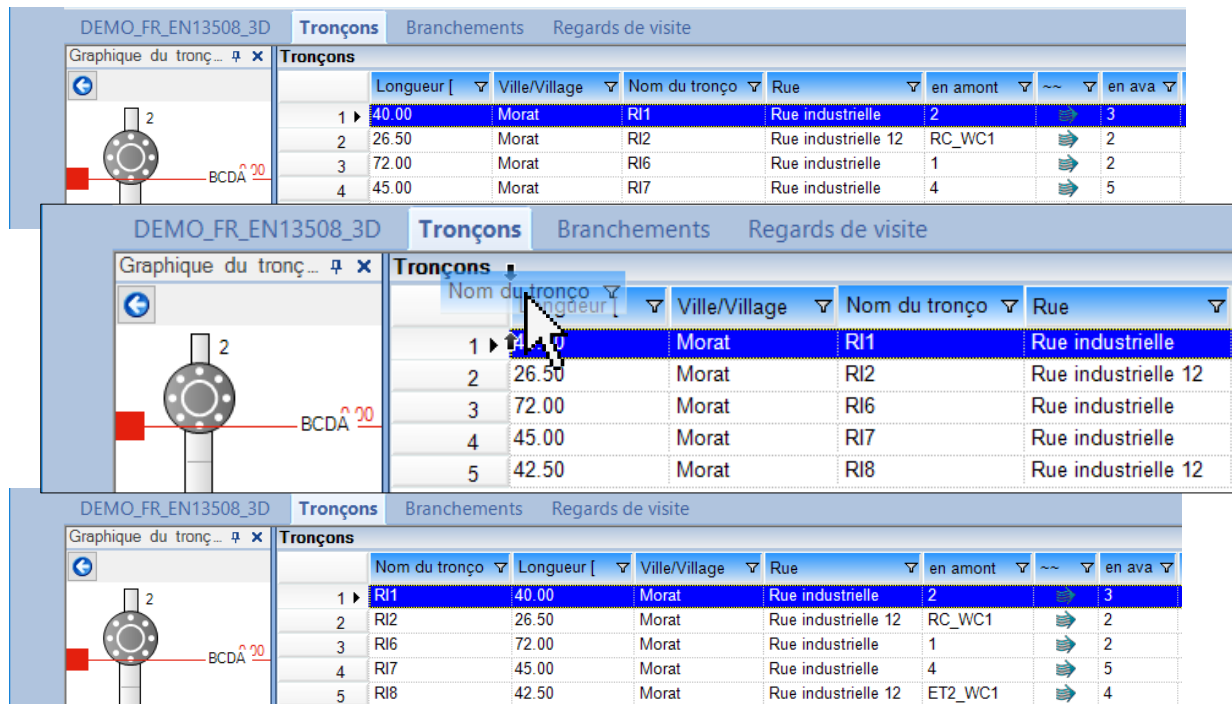 DEMO_FR_EN13508_3D Tronçons Branchements Regards de visite
Graphique du tronç... Tronçons
Longueur [ Ville/Village Nom du tronço Rue en amont ~~ en ava
2 1 40.00 Morat RI1 Rue industrielle 2 3
2 26.50 Morat RI2 Rue industrielle 12 RC_WC1 2
BCDA 3 72.00 Morat RI6 Rue industrielle 1 2
4 45.00 Morat RI7 Rue industrielle 4 5
DEMO_FR_EN13508_3D Tronçons Branchements Regards de visite
Graphique du tronç... Tronçons
Nom du tronço
Longueur [ Ville/Village Nom du tronço Rue
2 1 Morat RI1 Rue industrielle
2 26.50 Morat RI2 Rue industrielle 12
BCDA 3 72.00 Morat RI6 Rue industrielle
4 45.00 Morat RI7 Rue industrielle
5 42.50 Morat RI8 Rue industrielle 12
DEMO_FR_EN13508_3D Tronçons Branchements Regards de visite
Graphique du tronç... Tronçons
Nom du tronço Longueur [ Ville/Village Rue en amont ~~ en ava
2 1 RI1 40.00 Morat Rue industrielle 2 3
2 RI2 26.50 Morat Rue industrielle 12 RC_WC1 2
BCDA 3 RI6 72.00 Morat Rue industrielle 1 2
4 RI7 45.00 Morat Rue industrielle 4 5
5 RI8 42.50 Morat Rue industrielle 12 ET2_WC1 4